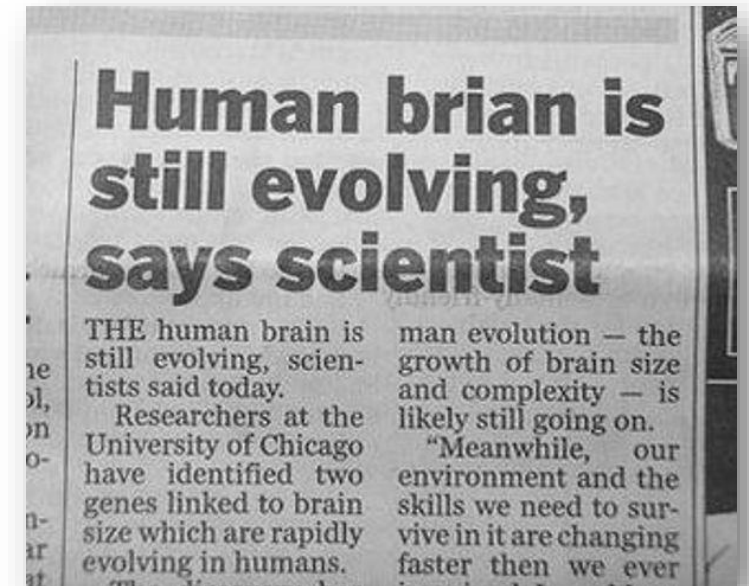 Human brian is
still evolving,
says scientist
THE human brain is
still evolving, scien-
tists said today.
Researchers at the
University of Chicago
have identified two
genes linked to brain
size which are rapidly
evolving in humans.
man evolution — the
growth of brain size
and complexity — is
likely still going on.
“Meanwhile, our
environment and the
skills we need to sur-
vive in it are changing
faster then we ever